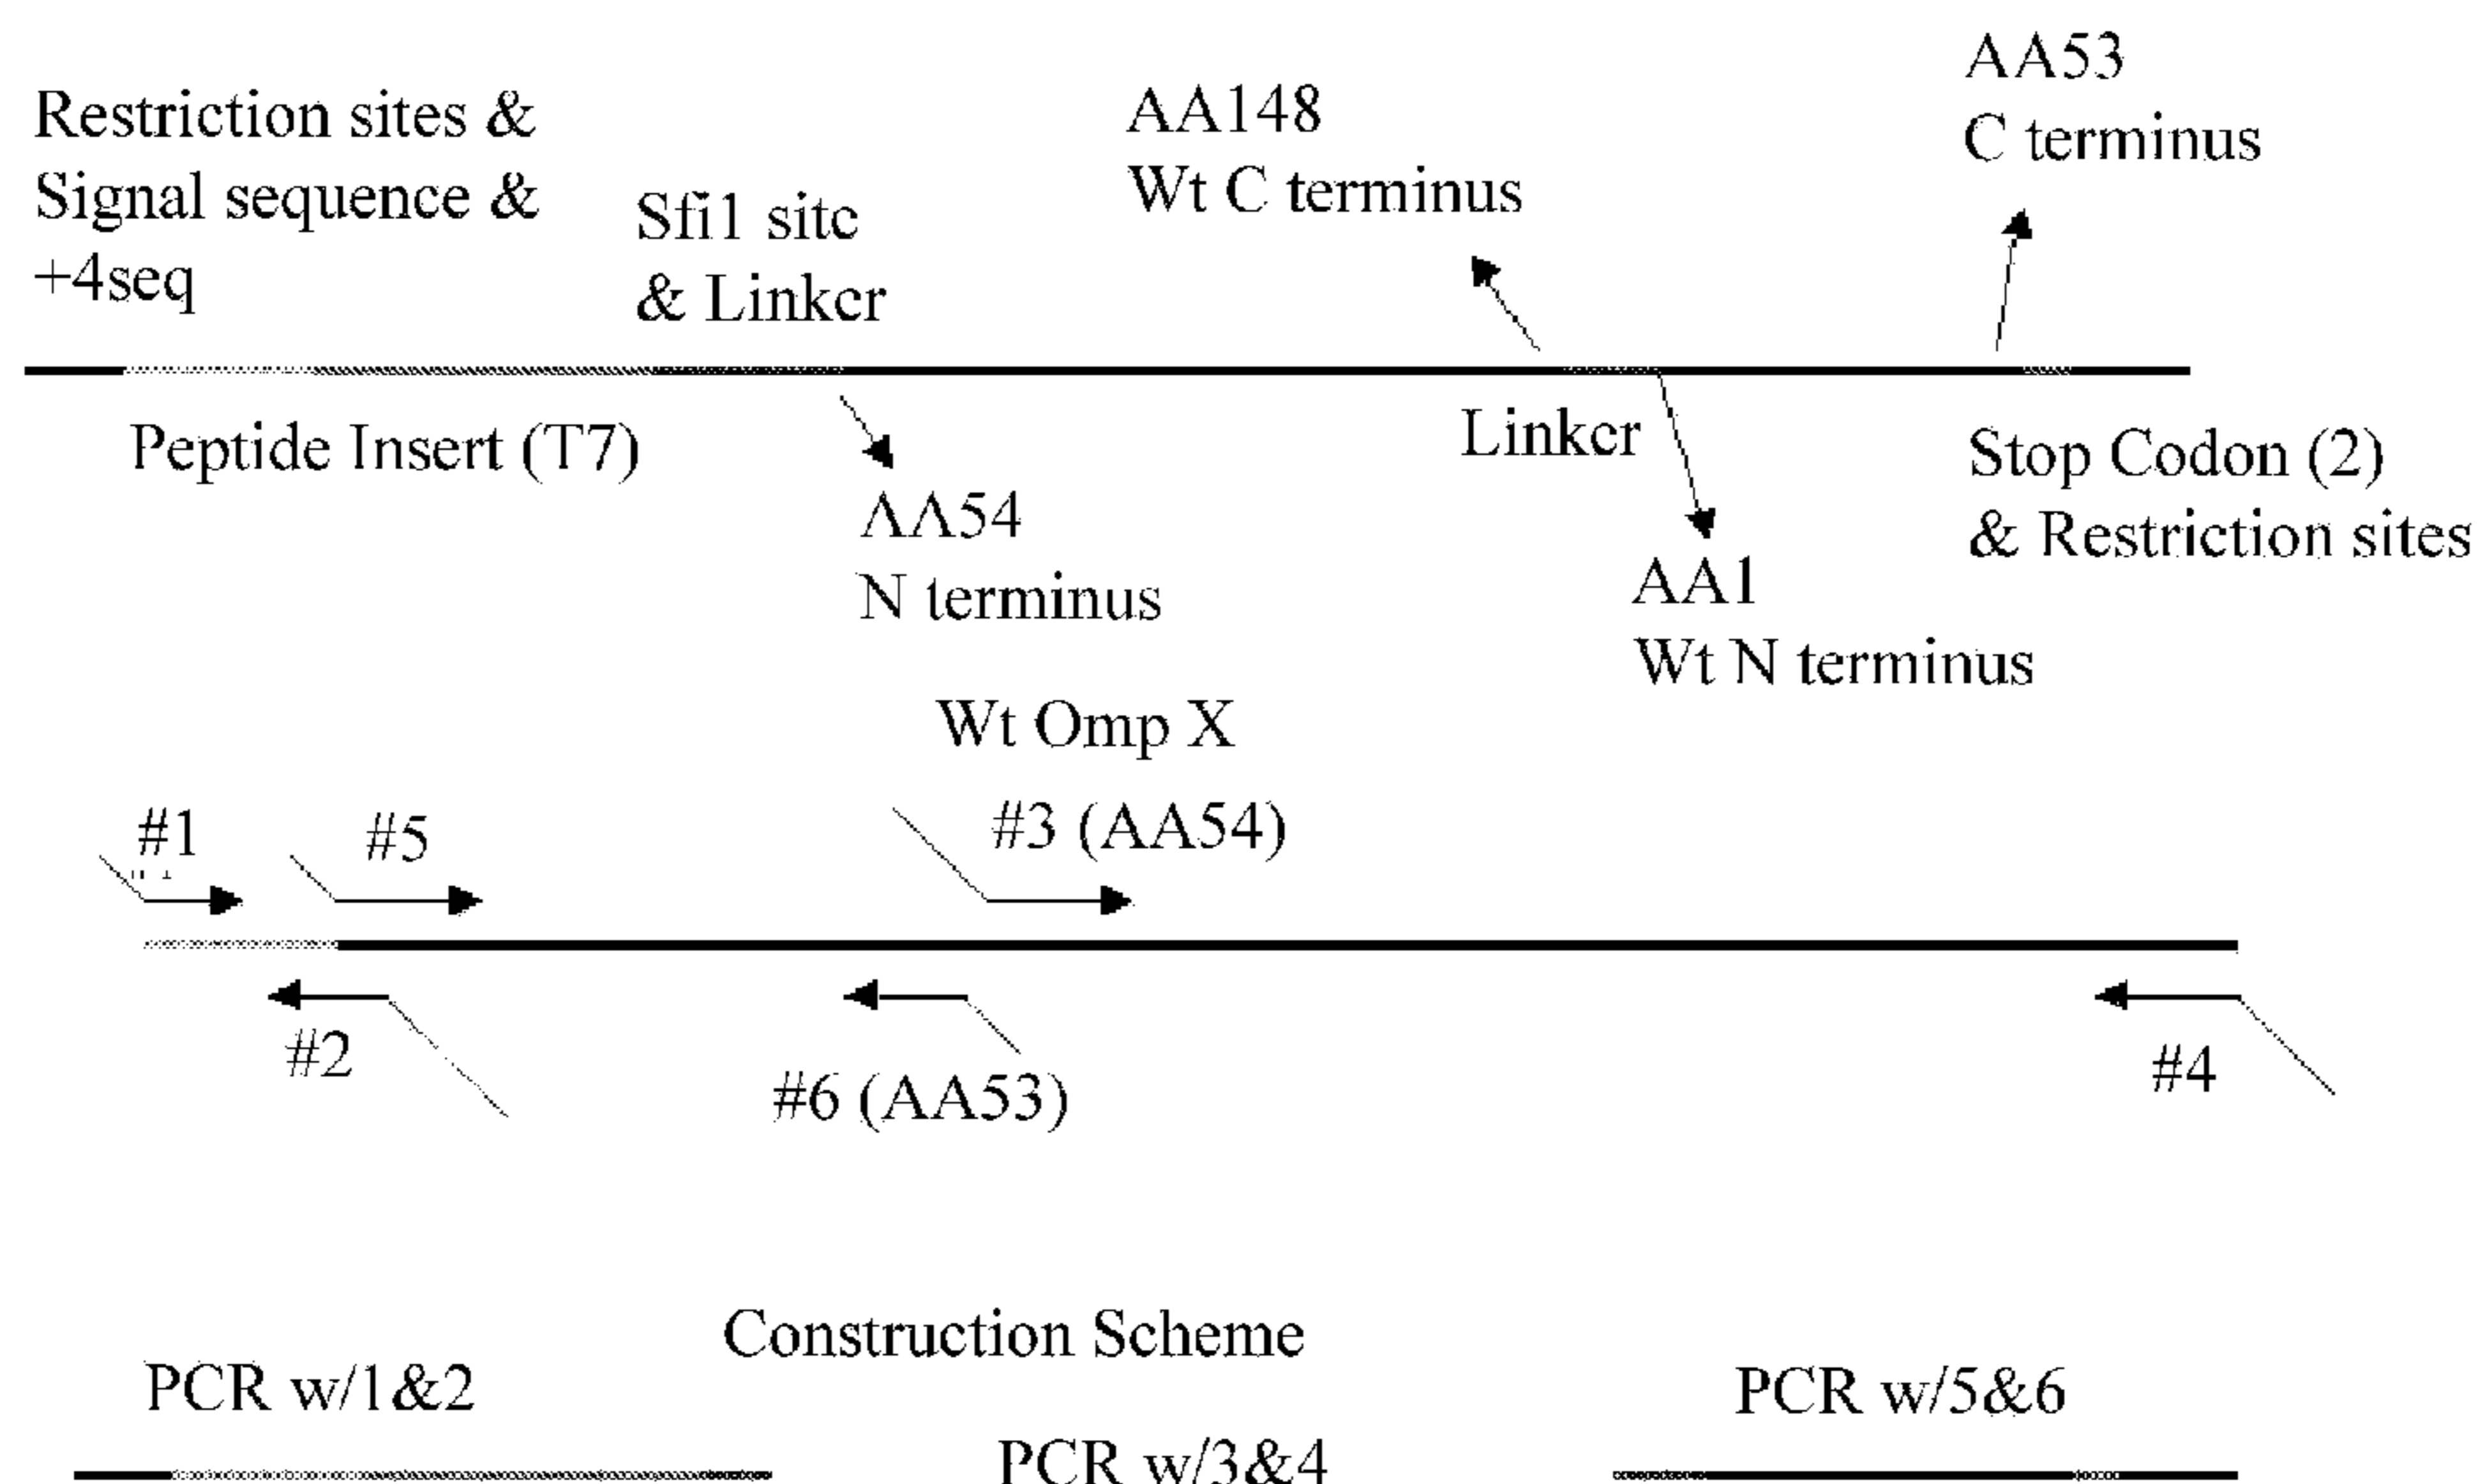 Restriction sites &
Signal sequence &
+4seq
Sfi1 site
& Linker
AA148
Wt C terminus
AA53
C terminus
Peptide Insert (T7)
AA54
N terminus
Linker
AA1
Wt N terminus
Stop Codon (2)
& Restriction sites
Wt Omp X
#1
#5
#3 (AA54)
#2
#6 (AA53)
#4
Construction Scheme
PCR w/1&2
PCR w/3&4
PCR w/5&6